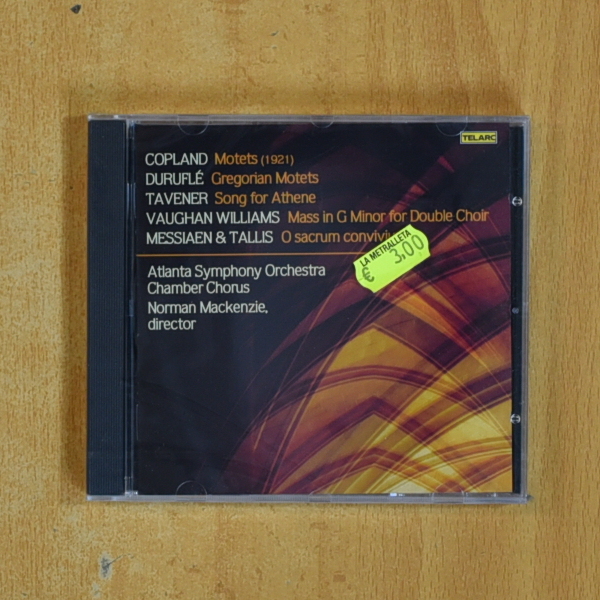 TELARC
COPLAND Motets (1921)
DURUFLÉ Gregorian Motets
TAVENER Song for Athene
VAUGHAN WILLIAMS Mass in G Minor for Double Choir
MESSIAEN & TALLIS O sacrum
LA METRALLETA
€ 3,00
Atlanta Symphony Orchestra
Chamber Chorus
Norman Mackenzie,
director